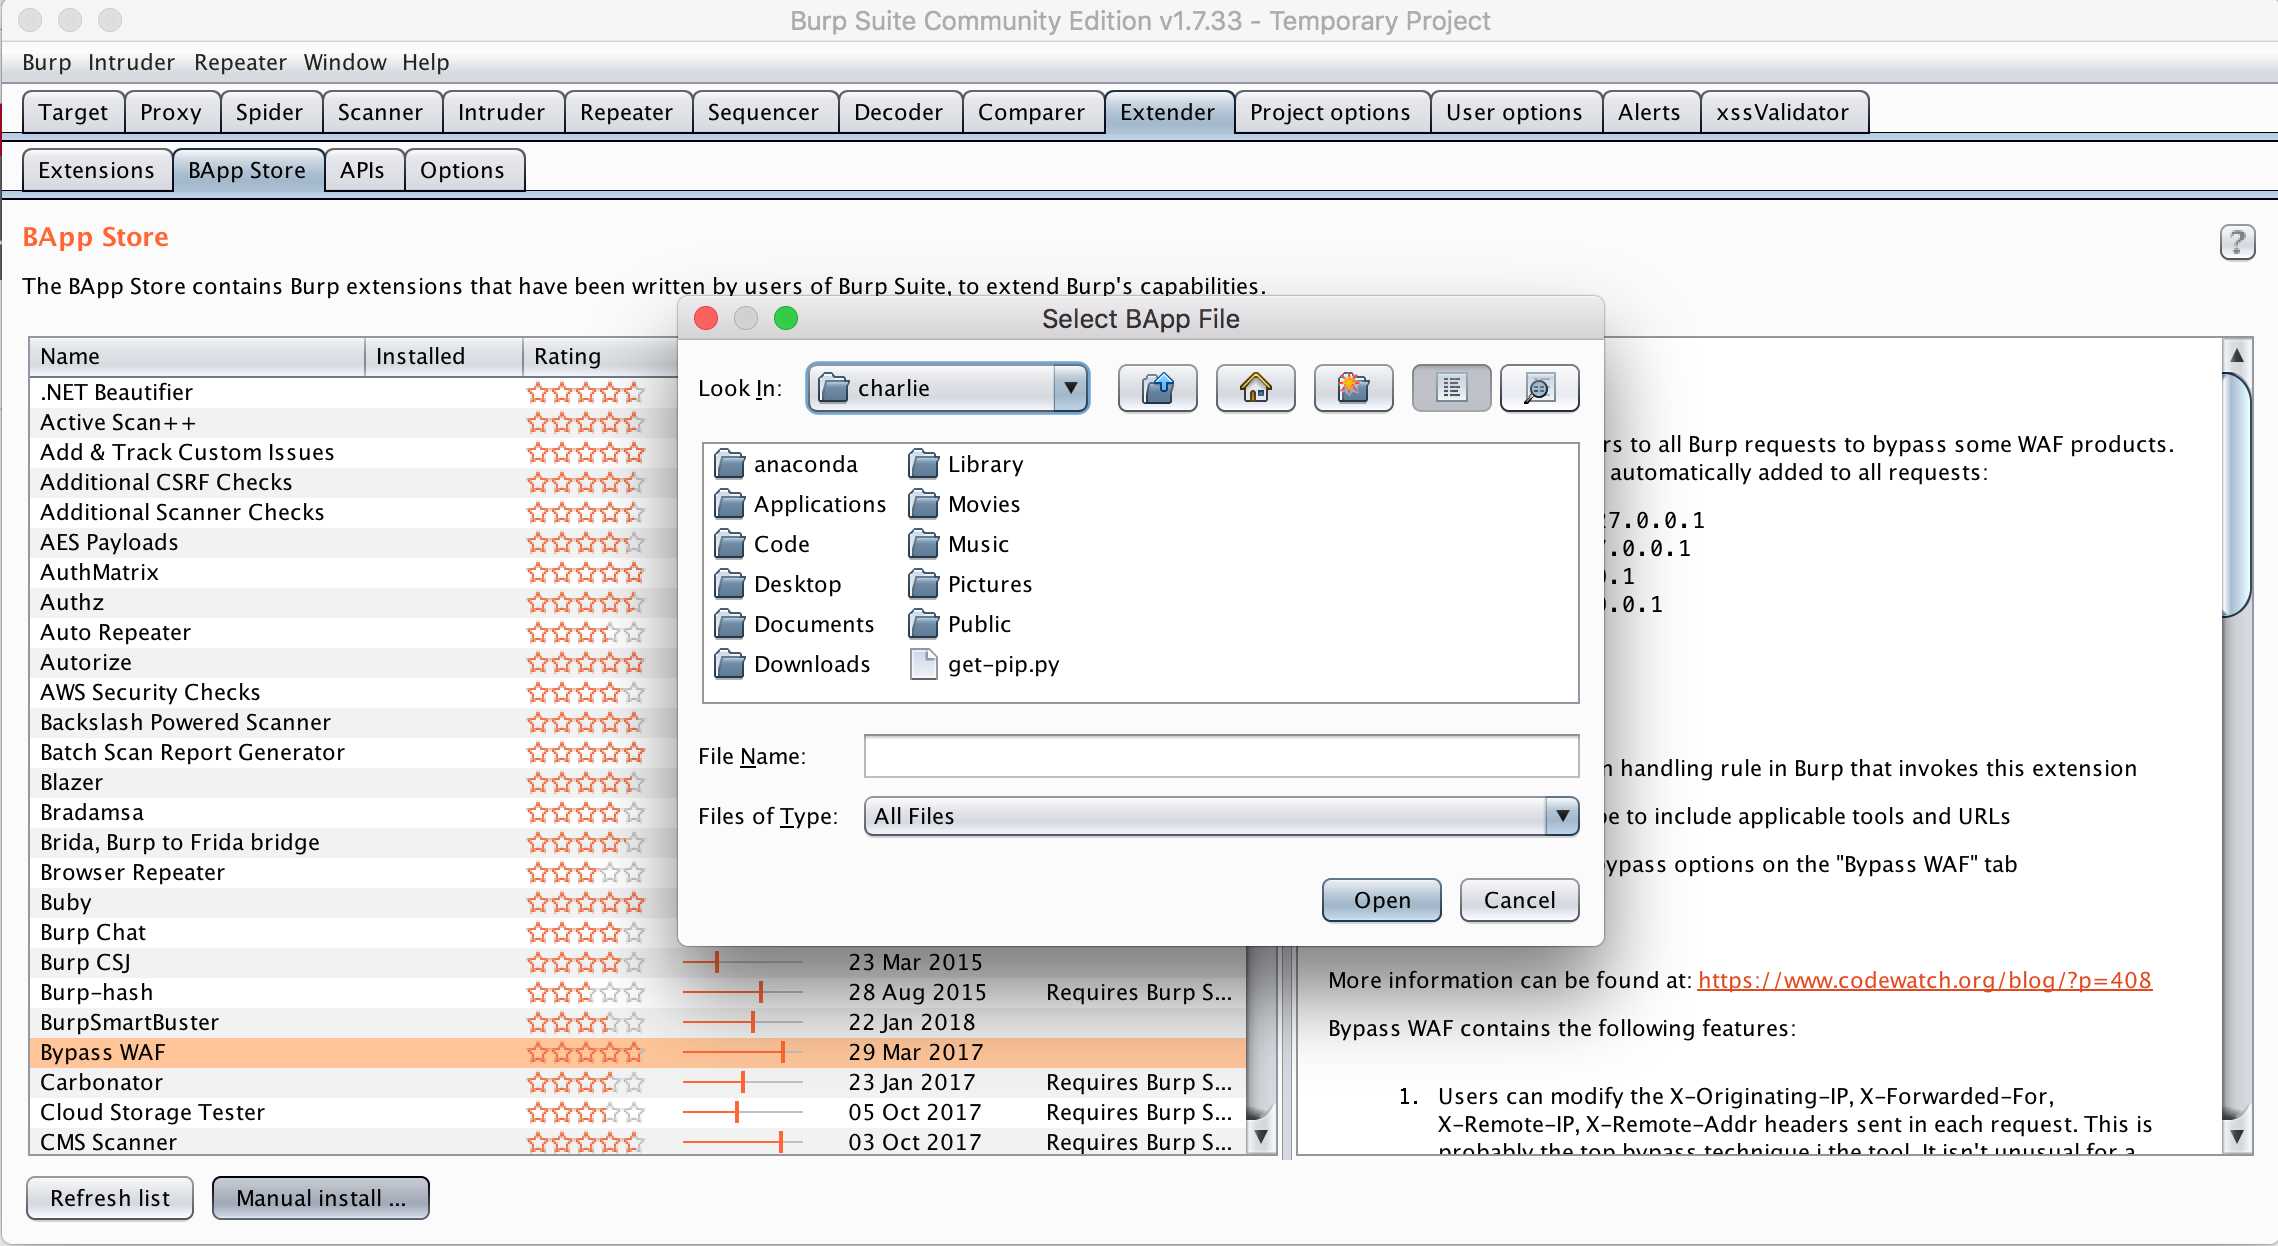 Burp Suite Community Edition v1.7.33 - Temporary Project
Burp Intruder Repeater Window Help
Target Proxy Spider Scanner Intruder Repeater Sequencer Decoder Comparer Extender Project options User options Alerts xssValidator
Extensions BApp Store APIs Options
BApp Store
?
The BApp Store contains Burp extensions that have been written by users of Burp Suite, to extend Burp's capabilities.
Name Installed Rating
.NET Beautifier
Active Scan++
Add & Track Custom Issues
Additional CSRF Checks
Additional Scanner Checks
AES Payloads
AuthMatrix
Authz
Auto Repeater
Autorize
AWS Security Checks
Backslash Powered Scanner
Batch Scan Report Generator
Blazer
Bradamsa
Brida, Burp to Frida bridge
Browser Repeater
Buby
Burp Chat
Burp CSJ 23 Mar 2015
Burp-hash 28 Aug 2015 Requires Burp S...
BurpSmartBuster 22 Jan 2018
Bypass WAF 29 Mar 2017
Carbonator 23 Jan 2017 Requires Burp S...
Cloud Storage Tester 05 Oct 2017 Requires Burp S...
CMS Scanner 03 Oct 2017 Requires Burp S...
Refresh list Manual install ...
Select BApp File
Look In: charlie
anaconda Library
Applications Movies
Code Music
Desktop Pictures
Documents Public
Downloads get-pip.py
File Name:
Files of Type: All Files
Open Cancel
to all Burp requests to bypass some WAF products.
automatically added to all requests:
7.0.0.1
.0.0.1
.1
.0.1
handling rule in Burp that invokes this extension
to include applicable tools and URLs
ypass options on the "Bypass WAF" tab
More information can be found at: https://www.codewatch.org/blog/?p=408
Bypass WAF contains the following features:
1. Users can modify the X-Originating-IP, X-Forwarded-For,
X-Remote-IP, X-Remote-Addr headers sent in each request. This is
probably the top bypass technique i the tool. It isn't unusual for a